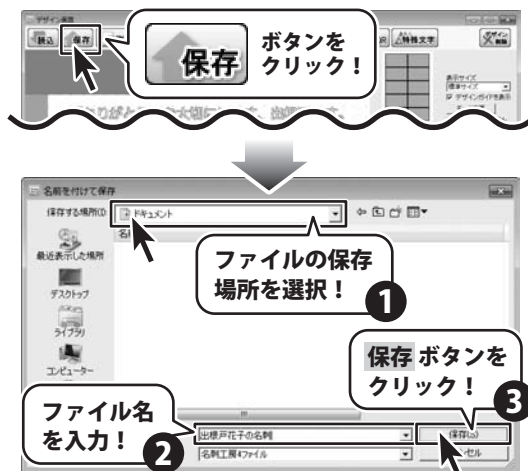 デザイン画面
読込
保存
特殊文字
保存
ボタンを
クリック！
表示サイズ
標準サイズ
デザインガイドを表示
名前を付けて保存
保存する場所(I):
ドキュメント
最近表示した場所
デスクトップ
ライブラリ
コンピューター
ファイルの保存
場所を選択！
1
保存 ボタンを
クリック！
3
ファイル名
を入力！
2
出根戸花子の名刺
保存(S)
名刺工房4ファイル